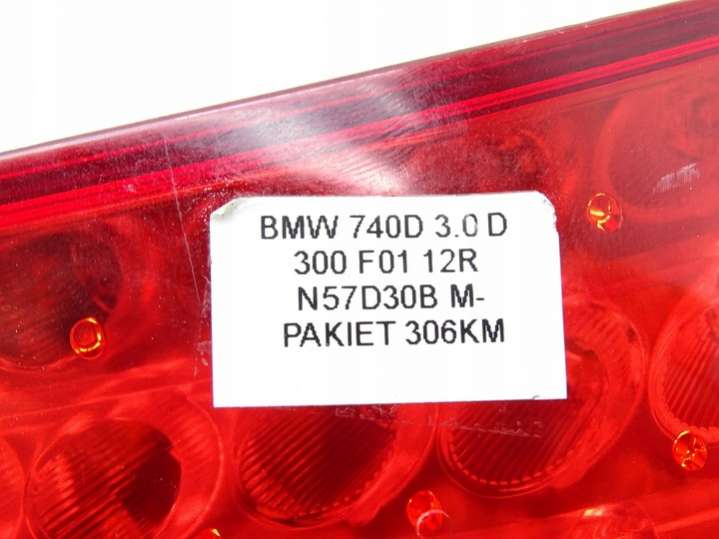 BMW 740D 3.0 D
300 F01 12R
N57D30B M-
PAKIET 306KM